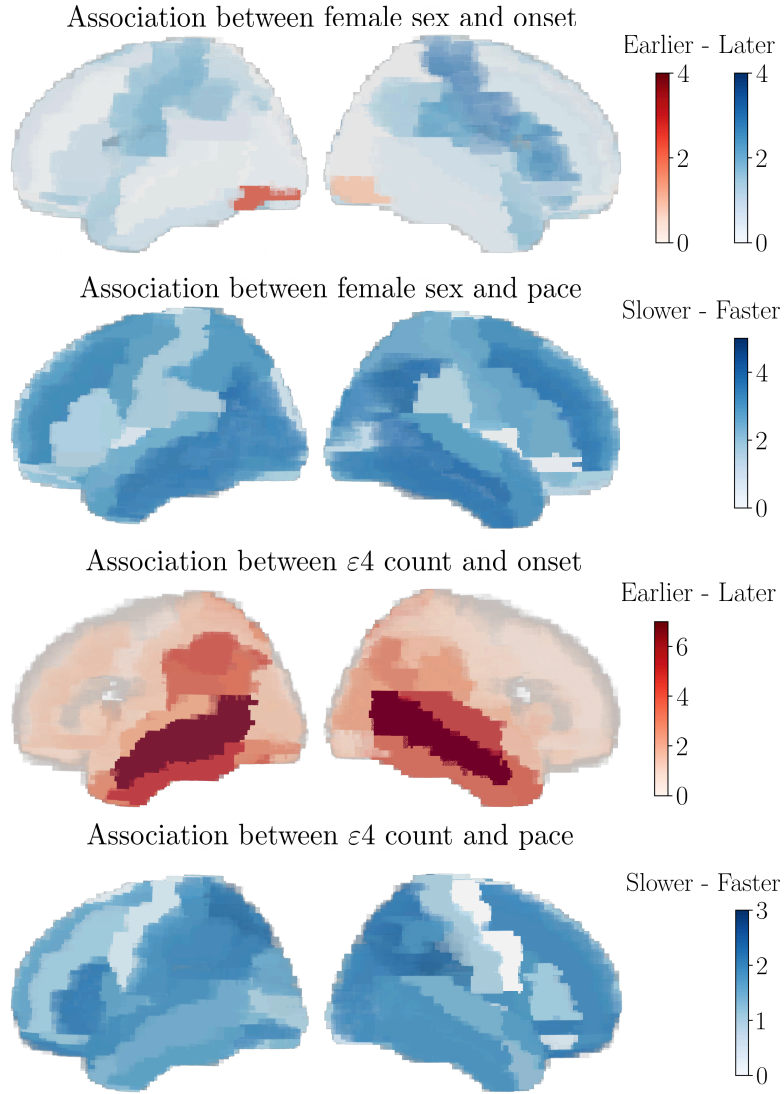 Association between female sex and onset
Earlier - Later
4
2
0
4
2
0
Association between female sex and pace
Slower - Faster
4
2
0
Association between ε4 count and onset
Earlier - Later
6
4
2
0
Association between ε4 count and pace
Slower - Faster
3
2
1
0